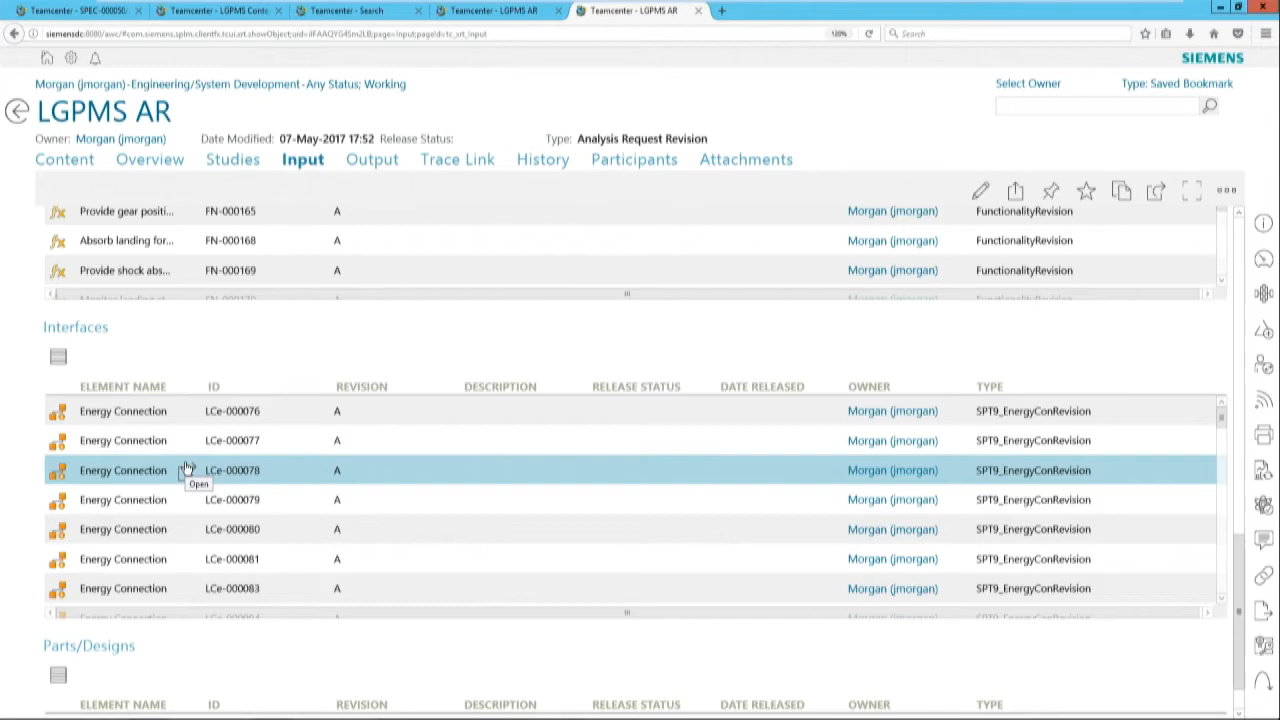 Teamcenter - SPEC-000050/ Teamcenter - LGPMS Conte Teamcenter - Search Teamcenter - LGPMS AR Teamcenter - LGPMS AR
120% Search
SIEMENS
Morgan (jmorgan)-Engineering/System Development-Any Status; Working
Select Owner Type: Saved Bookmark
LGPMS AR
Owner: Morgan (jmorgan) Date Modified: 07-May-2017 17:52 Release Status: Type: Analysis Request Revision
Content Overview Studies Input Output Trace Link History Participants Attachments
Provide gear positi... FN-000165 A Morgan (jmorgan) FunctionalityRevision
Absorb landing for... FN-000168 A Morgan (jmorgan) FunctionalityRevision
Provide shock abs... FN-000169 A Morgan (jmorgan) FunctionalityRevision
Interfaces
ELEMENT NAME ID REVISION DESCRIPTION RELEASE STATUS DATE RELEASED OWNER TYPE
Energy Connection LCe-000076 A Morgan (jmorgan) SPT9_EnergyConRevision
Energy Connection LCe-000077 A Morgan (jmorgan) SPT9_EnergyConRevision
Energy Connection LCe-000078 A Morgan (jmorgan) SPT9_EnergyConRevision
Open
Energy Connection LCe-000079 A Morgan (jmorgan) SPT9_EnergyConRevision
Energy Connection LCe-000080 A Morgan (jmorgan) SPT9_EnergyConRevision
Energy Connection LCe-000081 A Morgan (jmorgan) SPT9_EnergyConRevision
Energy Connection LCe-000083 A Morgan (jmorgan) SPT9_EnergyConRevision
Parts/Designs
ELEMENT NAME ID REVISION DESCRIPTION RELEASE STATUS DATE RELEASED OWNER TYPE